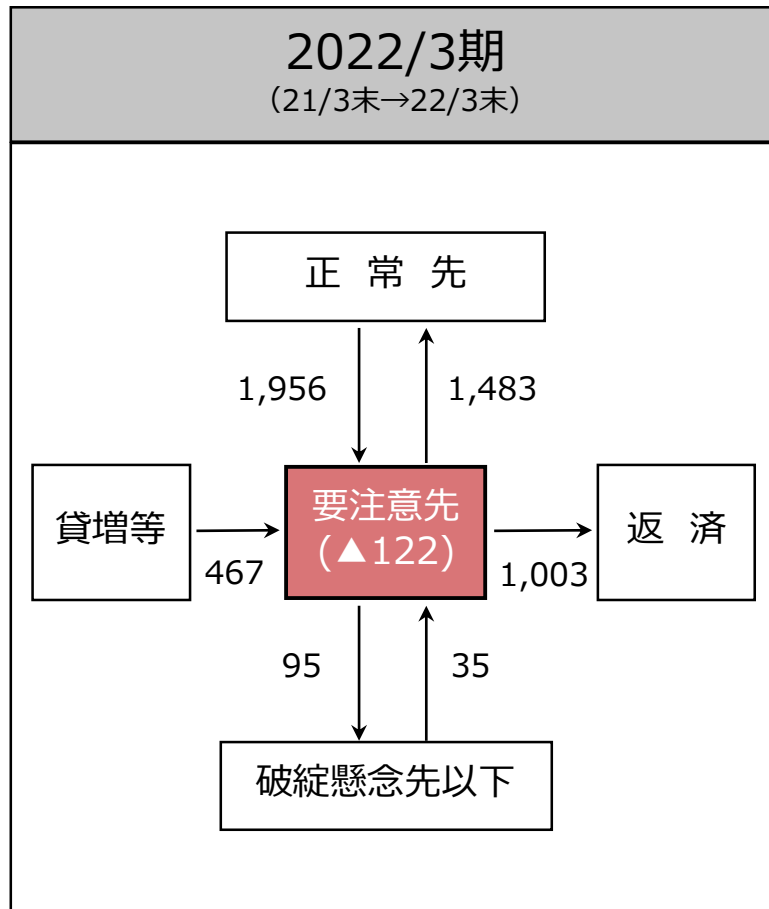 2022/3期
（21/3末→22/3末）
正 常 先
1,956
1,483
貸増等
467
要注意先
(▲122)
1,003
返 済
95
35
破綻懸念先以下